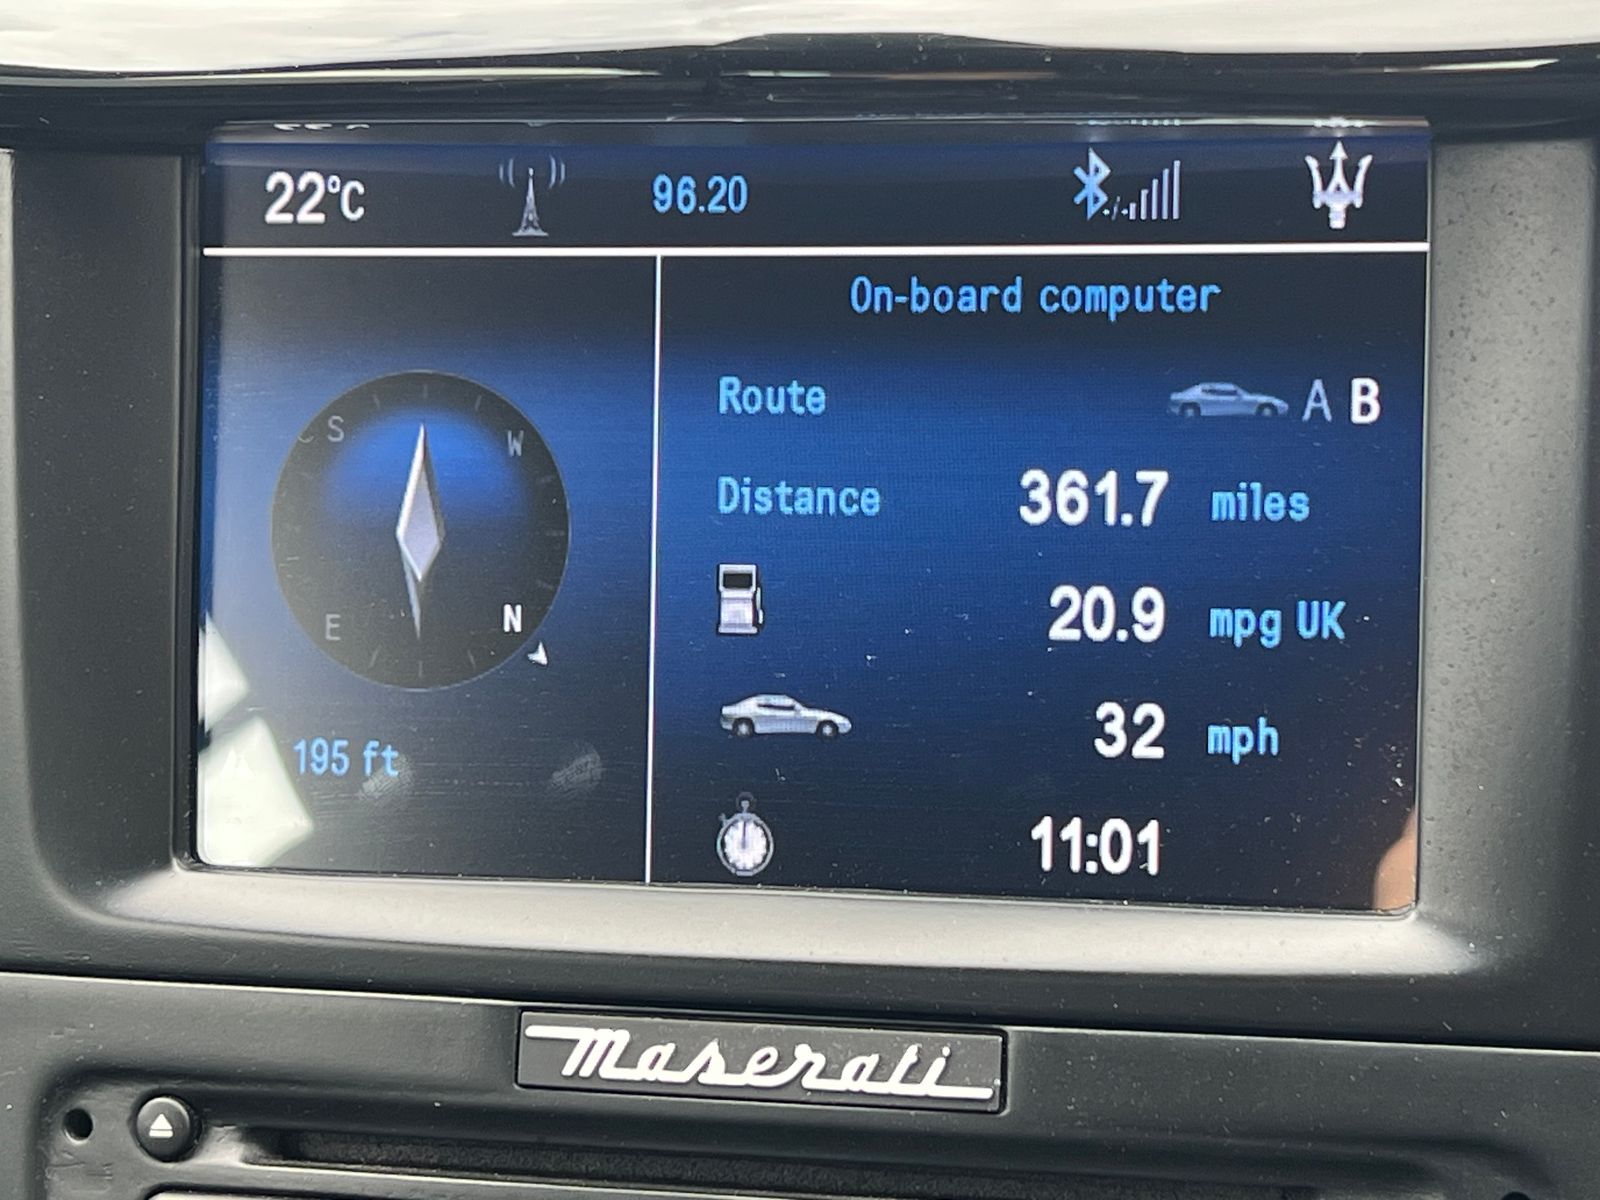 22°C 96.20
On-board computer
Route A B
Distance 361.7 miles
20.9 mpg UK
32 mph
11:01
S W
E N
195 ft
Maserati